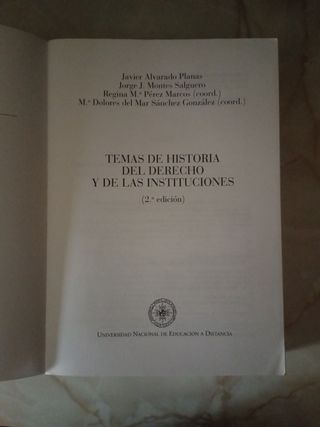 Javier Alvarado Planas
Jorge J. Montes Salguero
Regina M.ª Pérez Marcos (coord.)
M.ª Dolores del Mar Sánchez González (coord.)
TEMAS DE HISTORIA
DEL DERECHO
Y DE LAS INSTITUCIONES
(2.ª edición)
UNIVERSIDAD NACIONAL DE EDUCACIÓN A DISTANCIA